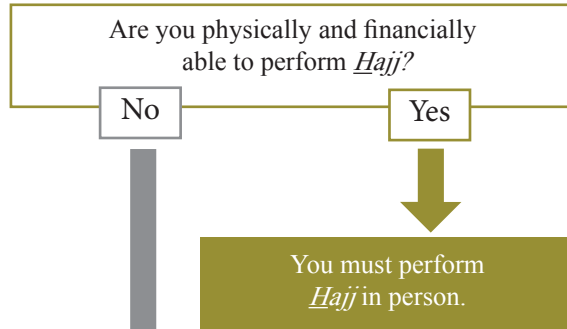 Are you physically and financially
able to perform Hajj?
No
Yes
You must perform
Hajj in person.